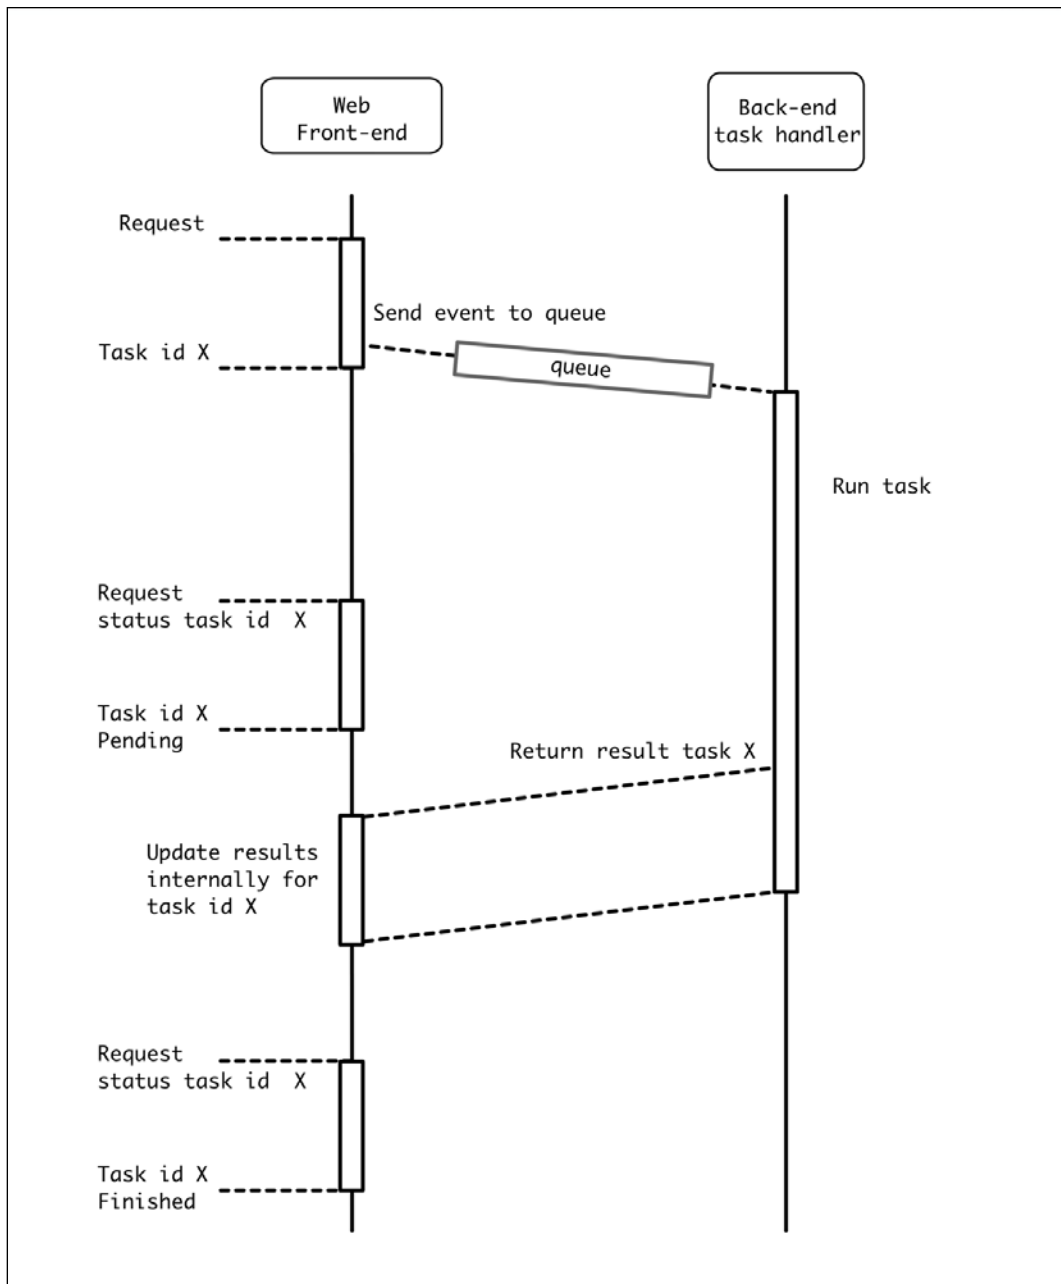 Web
Front-end
Back-end
task handler
Request
Send event to queue
Task id X
queue
Run task
Request
status task id  X
Task id X
Pending
Return result task X
Update results
internally for
task id X
Request
status task id  X
Task id X
Finished